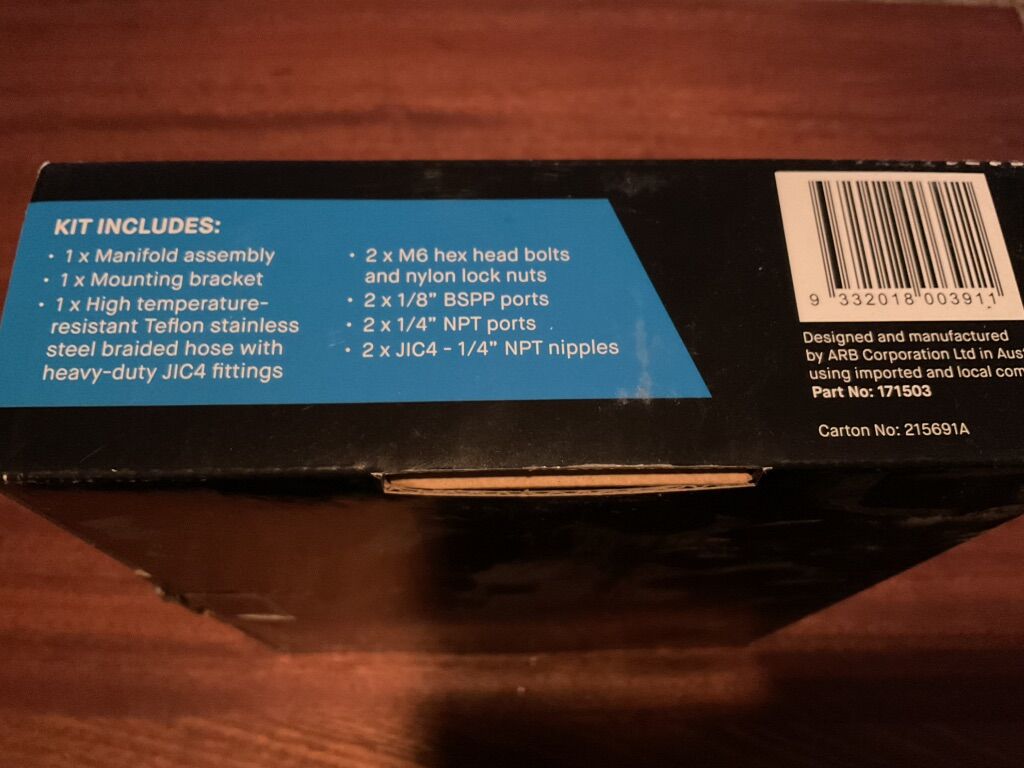 KIT INCLUDES:
• 1 x Manifold assembly
• 1 x Mounting bracket
• 1 x High temperature-
resistant Teflon stainless
steel braided hose with
heavy-duty JIC4 fittings
• 2 x M6 hex head bolts
and nylon lock nuts
• 2 x 1/8” BSPP ports
• 2 x 1/4” NPT ports
• 2 x JIC4 - 1/4” NPT nipples
9 332018 003911
Designed and manufactured
by ARB Corporation Ltd in
using imported and local
Part No: 171503
Carton No: 215691A